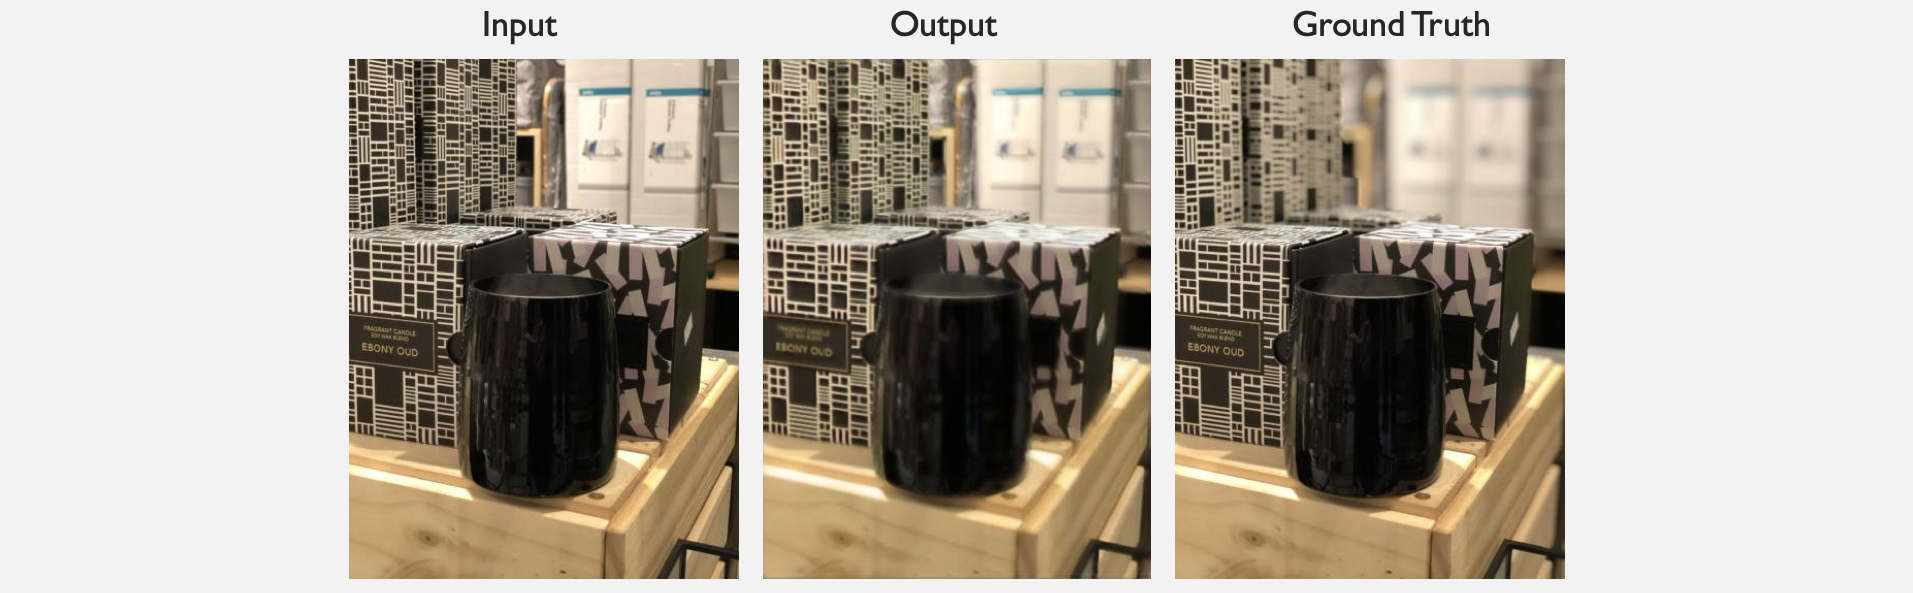 Input
Output
Ground Truth
FRAGRANT CANDLE
SOY WAX BLEND
EBONY OUD
FRAGRANT CANDLE
SOY WAX BLEND
EBONY OUD
FRAGRANT CANDLE
SOY WAX BLEND
EBONY OUD